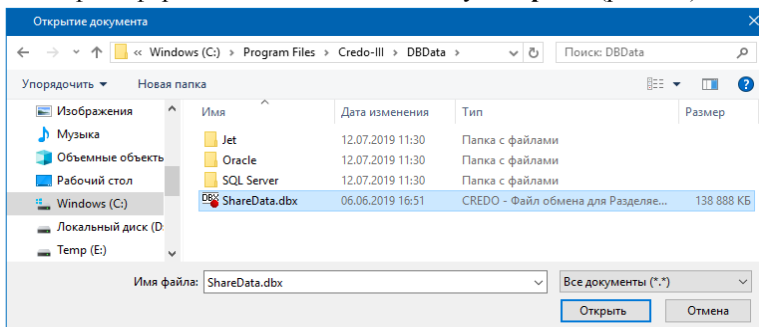 Открытие документа
« Windows (C:) › Program Files › Credo-III › DBData ›
Поиск: DBData
Упорядочить
Новая папка
Имя Дата изменения Тип Размер
Изображения
Музыка
Объемные объекть
Рабочий стол
Windows (C:)
Локальный диск (D
Temp (E:)
Jet 12.07.2019 11:30 Папка с файлами
Oracle 12.07.2019 11:30 Папка с файлами
SQL Server 12.07.2019 11:30 Папка с файлами
ShareData.dbx 06.06.2019 16:51 CREDO - Файл обмена для Разделяе... 138 888 КБ
Имя файла: ShareData.dbx
Все документы (*.*)
Открыть Отмена